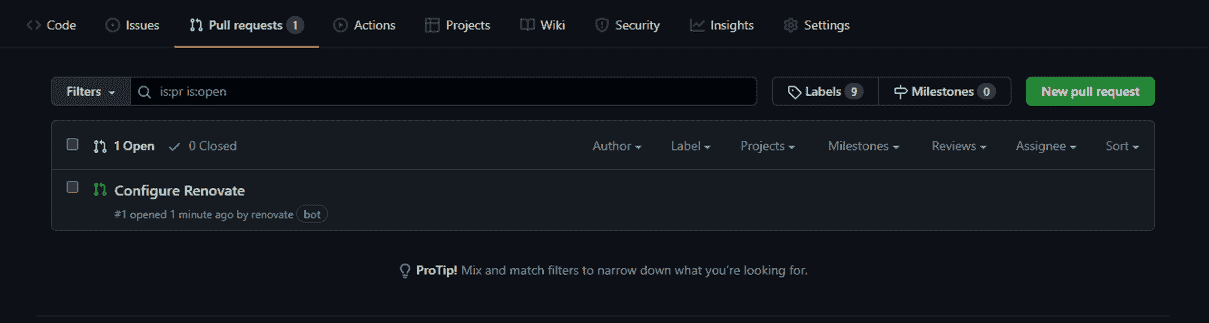 Code Issues Pull requests 1 Actions Projects Wiki Security Insights Settings
Filters is:pr is:open Labels 9 Milestones 0 New pull request
1 Open 0 Closed Author Label Projects Milestones Reviews Assignee Sort
Configure Renovate
#1 opened 1 minute ago by renovate bot
ProTip! Mix and match filters to narrow down what you're looking for.